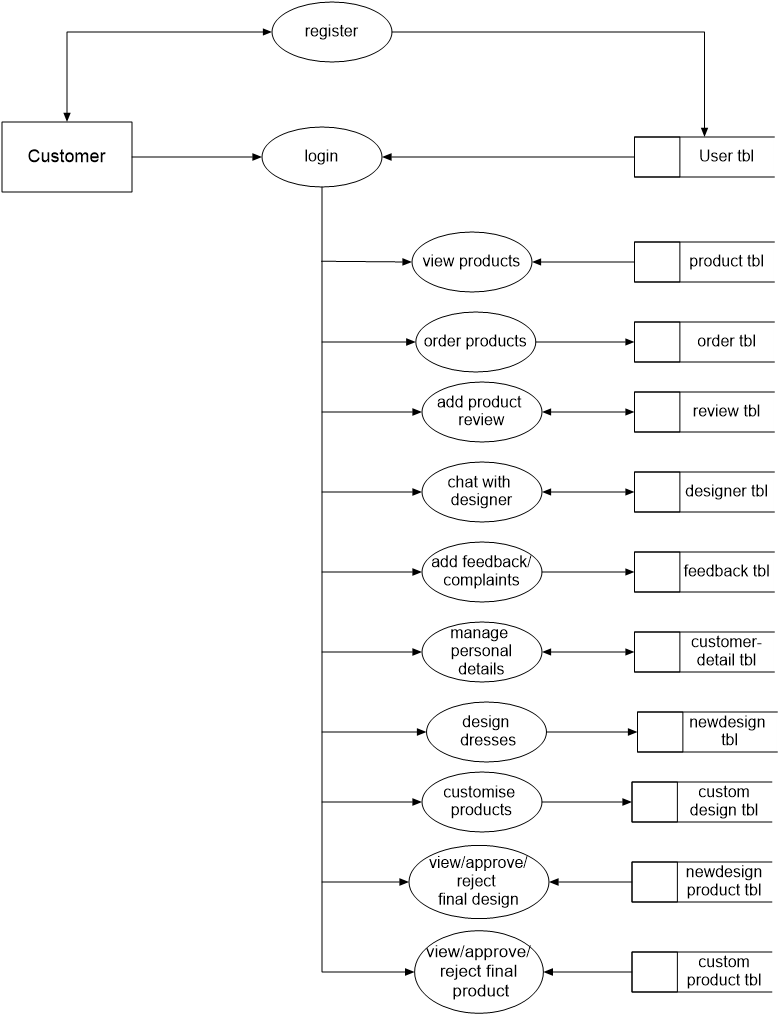 register
Customer
login
User tbl
view products
product tbl
order products
order tbl
add product
review
review tbl
chat with
designer
designer tbl
add feedback/
complaints
feedback tbl
manage
personal
details
customer-
detail tbl
design
dresses
newdesign
tbl
customise
products
custom
design tbl
view/approve/
reject
final design
newdesign
product tbl
view/approve/
reject final
product
custom
product tbl